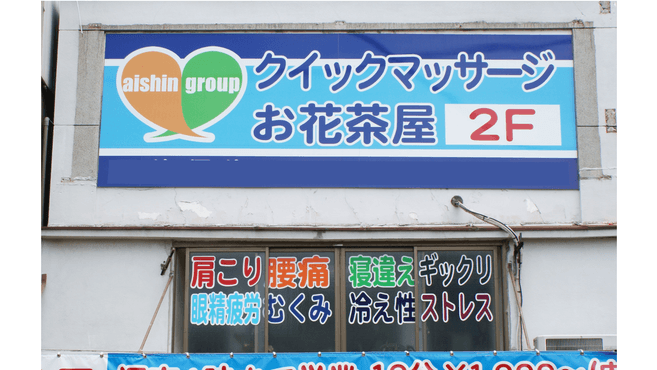 aishin group
クイックマッサージ
お花茶屋 2F
肩こり 腰痛 寝違え ギックリ
眼精疲労 むくみ 冷え性 ストレス